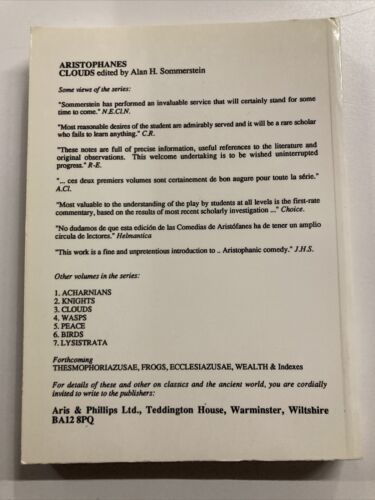 ARISTOPHANES
CLOUDS edited by Alan H. Sommerstein
Some views of the series:
"Sommerstein has performed an invaluable service that will certainly stand for some
time to come." N.E.Cl.N.
"Most reasonable desires of the student are admirably served and it will be a rare scholar
who fails to learn anything." C.R.
"These notes are full of precise information, useful references to the literature and
original observations. This welcome undertaking is to be wished uninterrupted
progress." R-E.
"... ces deux premiers volumes sont certainement de bon augure pour toute la série."
A.Cl.
"Most valuable to the understanding of the play by students at all levels is the first-rate
commentary, based on the results of most recent scholarly investigation ..." Choice.
"No dudamos de que esta edición de las Comedias de Aristófanes ha de tener un amplio
circula de lectores." Helmantica
"This work is a fine and unpretentious introduction to .. Aristophanic comedy." J.H.S.
Other volumes in the series:
1. ACHARNIANS
2. KNIGHTS
3. CLOUDS
4. WASPS
5. PEACE
6. BIRDS
7. LYSISTRATA
Forthcoming
THESMOPHORIAZUSAE, FROGS, ECCLESIAZUSAE, WEALTH & Indexes
For details of these and other on classics and the ancient world, you are cordially
invited to write to the publishers:
Aris & Phillips Ltd., Teddington House, Warminster, Wiltshire
BA12 8PQ